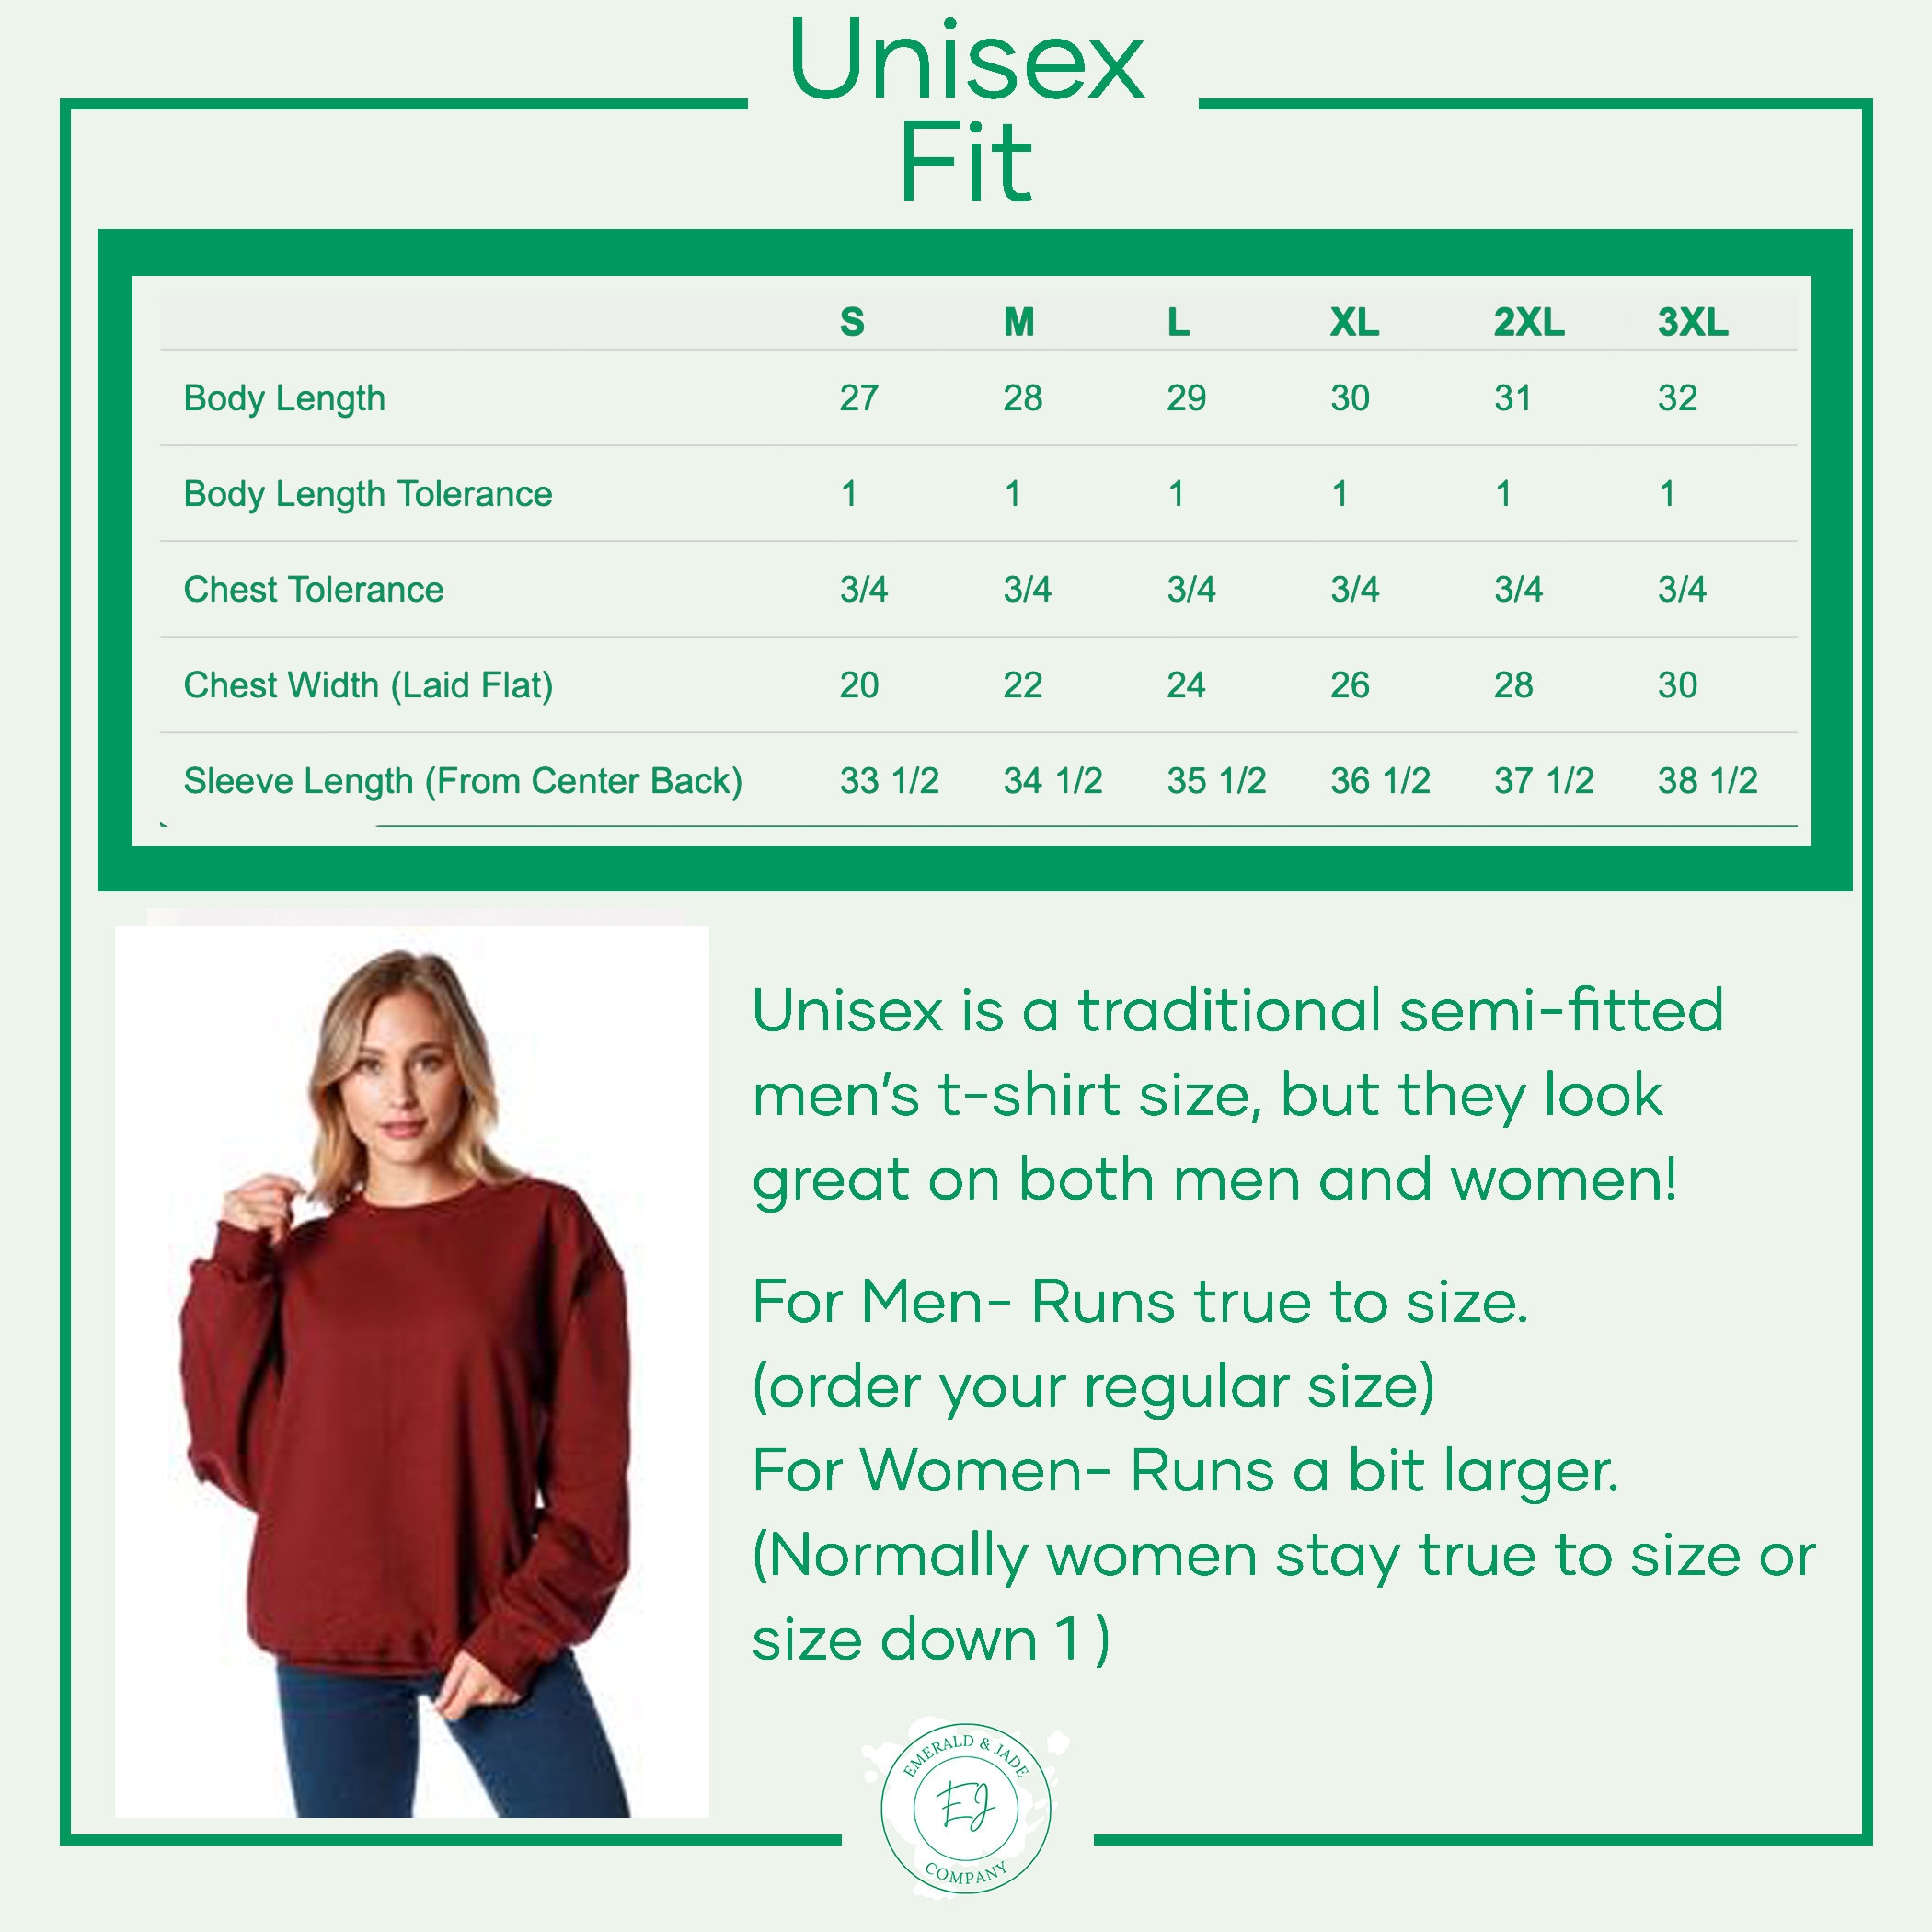 Unisex
Fit
S M L XL 2XL 3XL
Body Length 27 28 29 30 31 32
Body Length Tolerance 1 1 1 1 1 1
Chest Tolerance 3/4 3/4 3/4 3/4 3/4 3/4
Chest Width (Laid Flat) 20 22 24 26 28 30
Sleeve Length (From Center Back) 33 1/2 34 1/2 35 1/2 36 1/2 37 1/2 38 1/2
Unisex is a traditional semi-fitted
men’s t-shirt size, but they look
great on both men and women!
For Men- Runs true to size.
(order your regular size)
For Women- Runs a bit larger.
(Normally women stay true to size or
size down 1 )
EMERALD & JADE
EJ
COMPANY